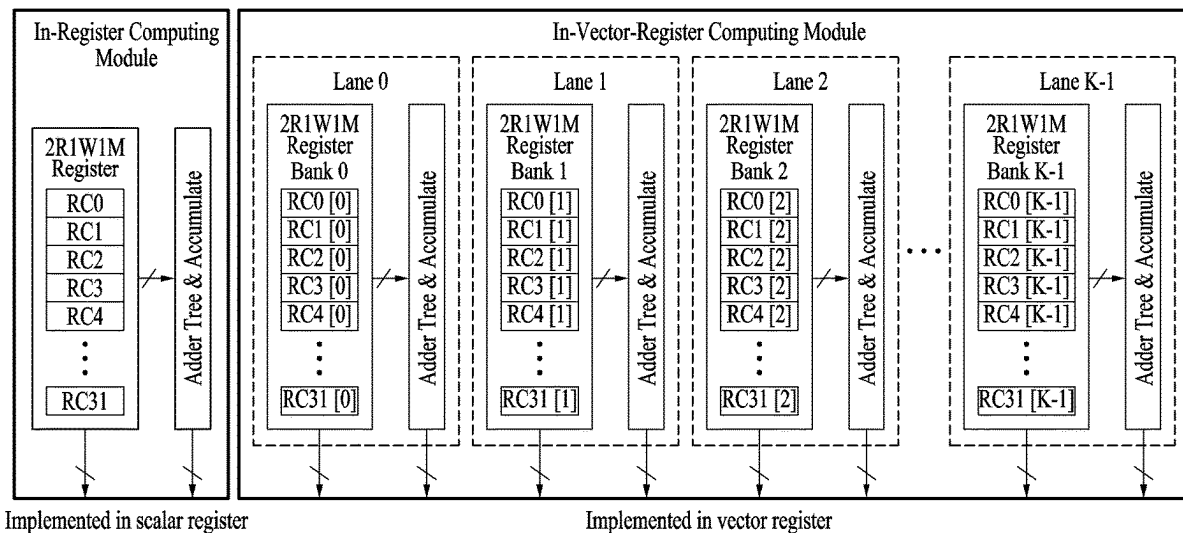 In-Register Computing
Module
2R1W1M
Register
RC0
RC1
RC2
RC3
RC4
RC31
Adder Tree & Accumulate
Implemented in scalar register
In-Vector-Register Computing Module
Lane 0
2R1W1M
Register
Bank 0
RC0 [0]
RC1 [0]
RC2 [0]
RC3 [0]
RC4 [0]
RC31 [0]
Adder Tree & Accumulate
Lane 1
2R1W1M
Register
Bank 1
RC0 [1]
RC1 [1]
RC2 [1]
RC3 [1]
RC4 [1]
RC31 [1]
Adder Tree & Accumulate
Lane 2
2R1W1M
Register
Bank 2
RC0 [2]
RC1 [2]
RC2 [2]
RC3 [2]
RC4 [2]
RC31 [2]
Adder Tree & Accumulate
Lane K-1
2R1W1M
Register
Bank K-1
RC0 [K-1]
RC1 [K-1]
RC2 [K-1]
RC3 [K-1]
RC4 [K-1]
RC31 [K-1]
Adder Tree & Accumulate
Implemented in vector register